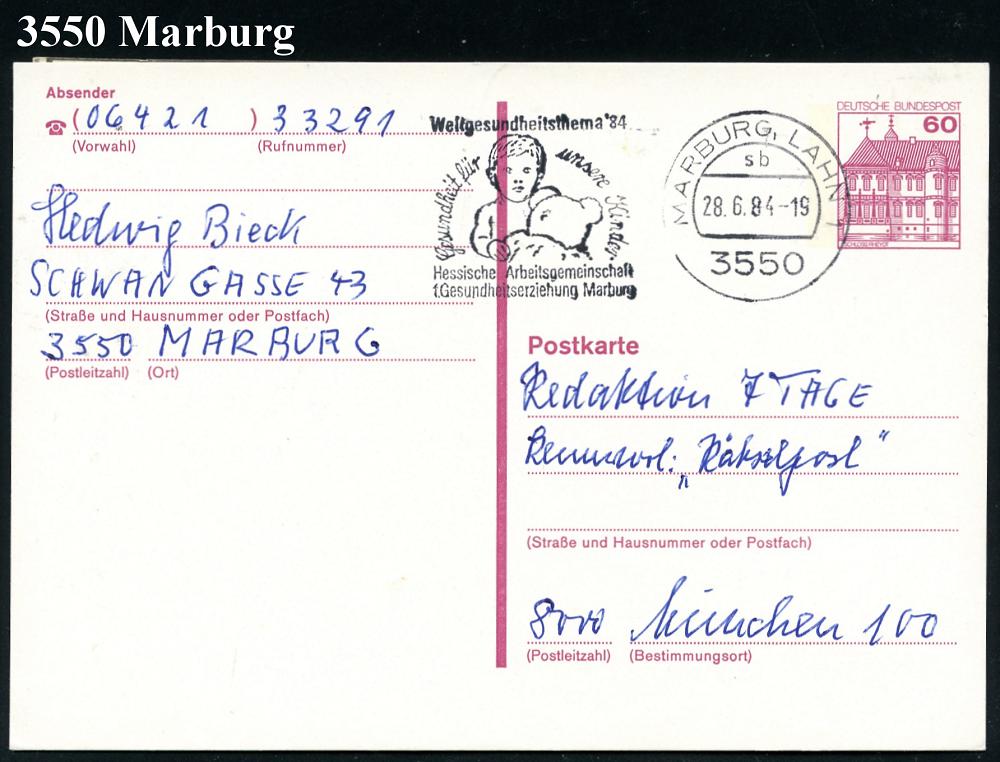 3550 Marburg
Absender
(06421) 33291
(Vorwahl) (Rufnummer)
Hedwig Bieck
SCHWAN GASSE 43
(Straße und Hausnummer oder Postfach)
3550 MARBURG
(Postleitzahl) (Ort)
Weltgesundheitsthema '84
Gesundheit für unsere Kinder
Hessische Arbeitsgemeinschaft
f.Gesundheitserziehung Marburg
MARBURG, LAHN 1
sb
28.6.84-19
3550
DEUTSCHE BUNDESPOST
60
Postkarte
Redaktion 7 TAGE
Kennwort: „Rätselpost"
(Straße und Hausnummer oder Postfach)
8000 München 100
(Postleitzahl) (Bestimmungsort)